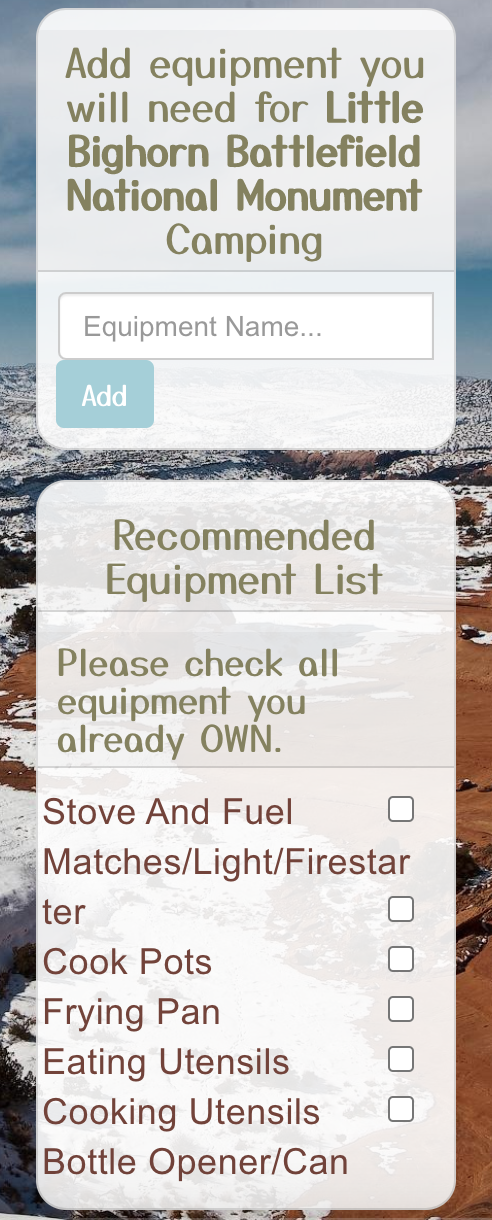 Add equipment you
will need for Little
Bighorn Battlefield
National Monument
Camping
Equipment Name...
Add
Recommended
Equipment List
Please check all
equipment you
already OWN.
Stove And Fuel
Matches/Light/Firestar
ter
Cook Pots
Frying Pan
Eating Utensils
Cooking Utensils
Bottle Opener/Can